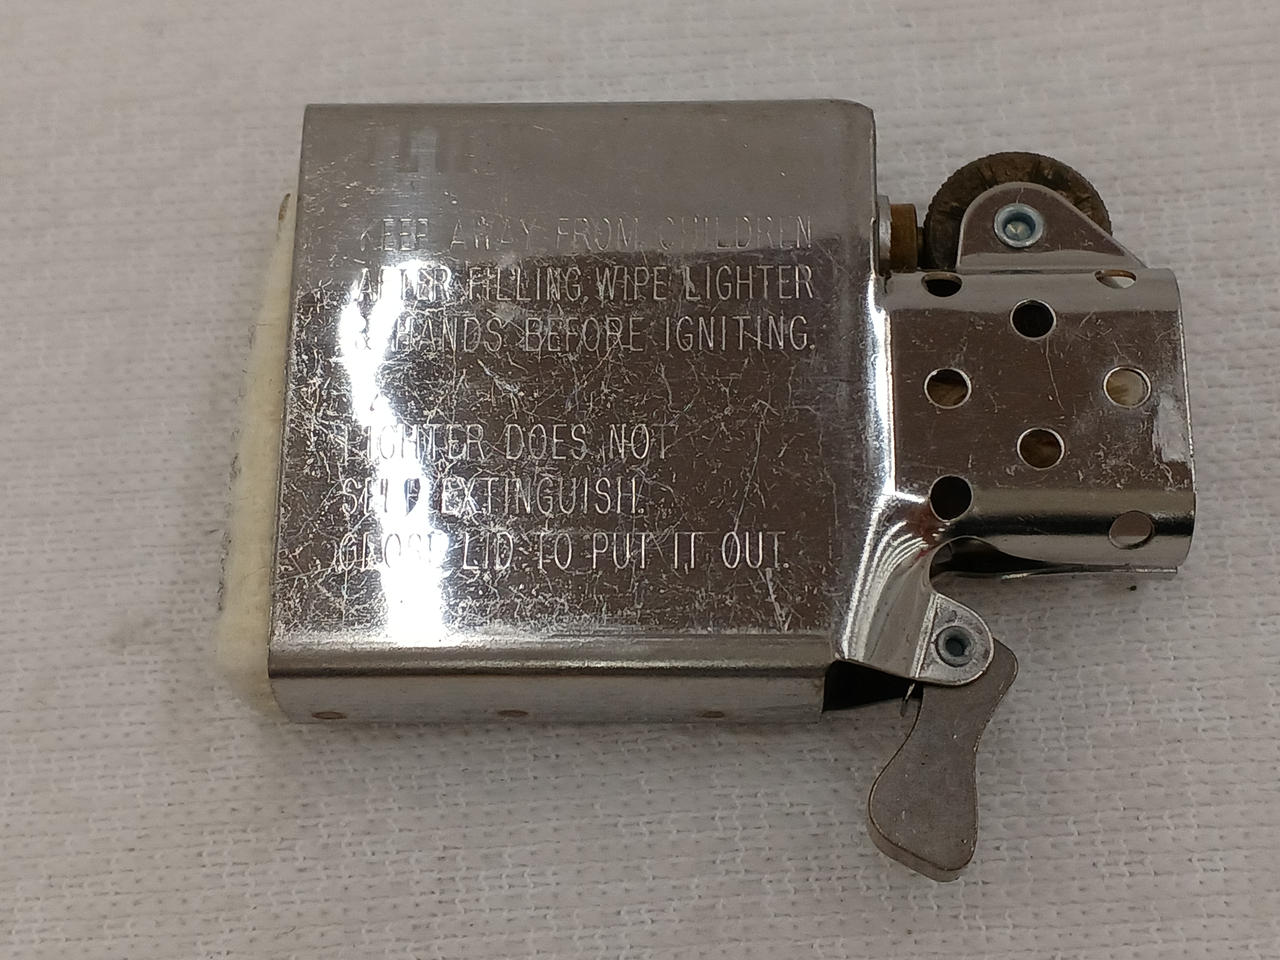 KEEP AWAY FROM CHILDREN
AFTER FILLING, WIPE LIGHTER
& HANDS BEFORE IGNITING.
LIGHTER DOES NOT
SELF EXTINGUISH.
CLOSE LID TO PUT IT OUT.